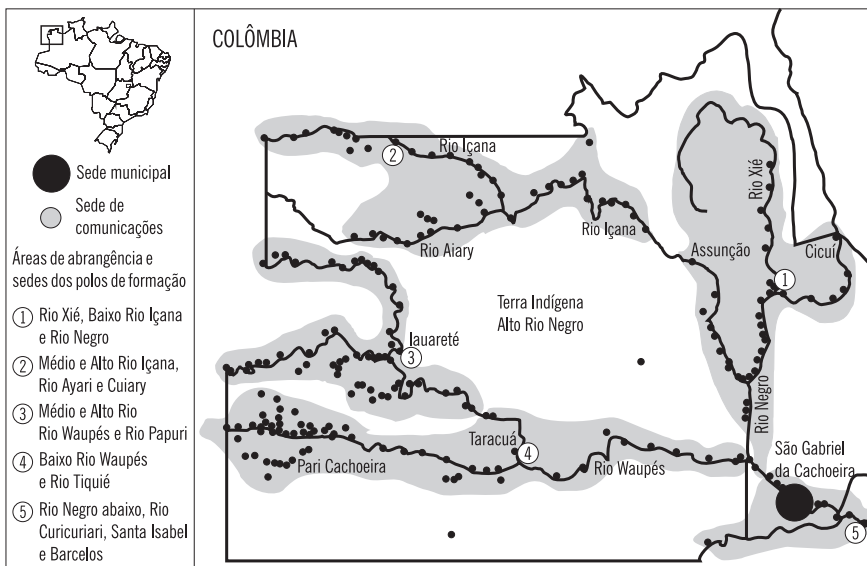 Sede municipal
Sede de
comunicações
Áreas de abrangência e
sedes dos polos de formação
1 Rio Xié, Baixo Rio Içana
e Rio Negro
2 Médio e Alto Rio Içana,
Rio Ayari e Cuiary
3 Médio e Alto Rio
Rio Waupés e Rio Papuri
4 Baixo Rio Waupés
e Rio Tiquié
5 Rio Negro abaixo, Rio
Curicuriari, Santa Isabel
e Barcelos
COLÔMBIA
Rio Içana
2
Rio Aiary
Rio Içana
Rio Xié
Assunção
Cicuí
1
Terra Indígena
Alto Rio Negro
Iauareté
3
Rio Negro
Taracuá
4
Pari Cachoeira
Rio Waupés
São Gabriel
da Cachoeira
5